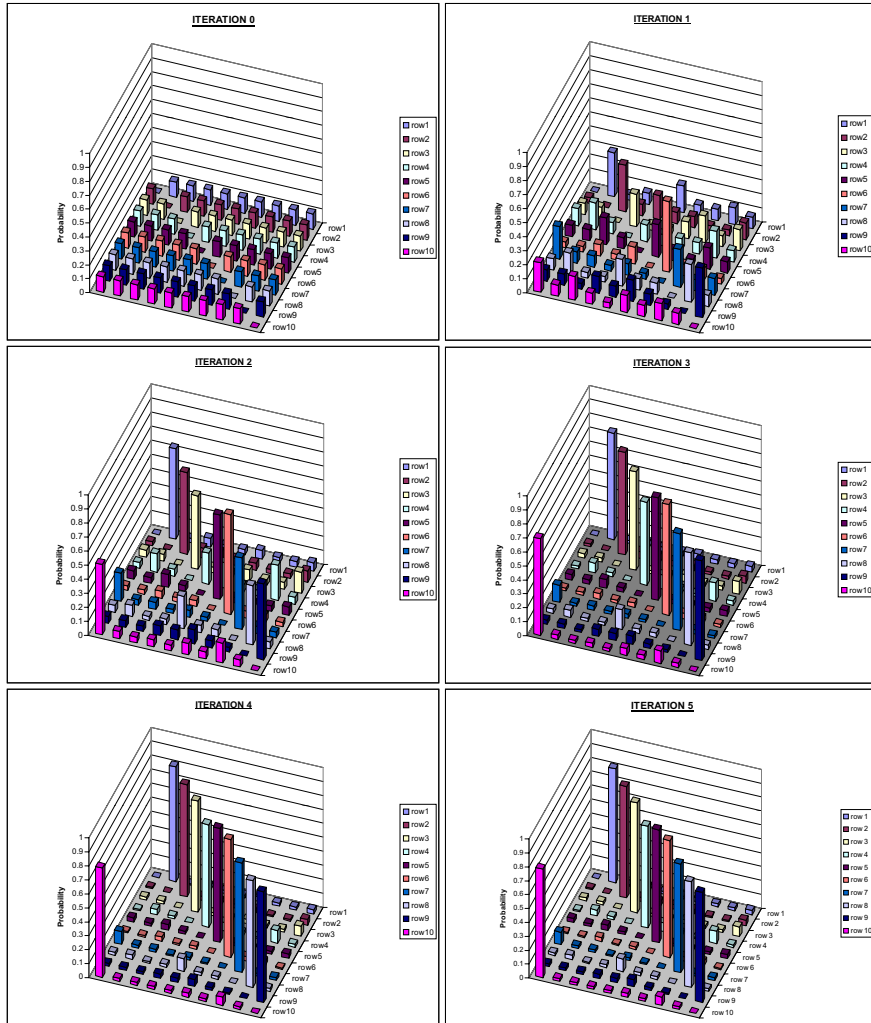 ITERATION 0
1
0.9
0.8
0.7
0.6
0.5
0.4
0.3
0.2
0.1
0
Probability
row1
row2
row3
row4
row5
row6
row7
row8
row9
row10
row1
row2
row3
row4
row5
row6
row7
row8
row9
row10
ITERATION 1
1
0.9
0.8
0.7
0.6
0.5
0.4
0.3
0.2
0.1
0
Probability
row1
row2
row3
row4
row5
row6
row7
row8
row9
row10
row1
row2
row3
row4
row5
row6
row7
row8
row9
row10
ITERATION 2
1
0.9
0.8
0.7
0.6
0.5
0.4
0.3
0.2
0.1
0
Probability
row1
row2
row3
row4
row5
row6
row7
row8
row9
row10
row1
row2
row3
row4
row5
row6
row7
row8
row9
row10
ITERATION 3
1
0.9
0.8
0.7
0.6
0.5
0.4
0.3
0.2
0.1
0
Probability
row1
row2
row3
row4
row5
row6
row7
row8
row9
row10
row1
row2
row3
row4
row5
row6
row7
row8
row9
row10
ITERATION 4
1
0.9
0.8
0.7
0.6
0.5
0.4
0.3
0.2
0.1
0
Probability
row1
row2
row3
row4
row5
row6
row7
row8
row9
row10
row1
row2
row3
row4
row5
row6
row7
row8
row9
row10
ITERATION 5
1
0.9
0.8
0.7
0.6
0.5
0.4
0.3
0.2
0.1
0
Probability
row 1
row 2
row 3
row 4
row 5
row 6
row 7
row 8
row 9
row 10
row 1
row 2
row 3
row 4
row 5
row 6
row 7
row 8
row 9
row 10